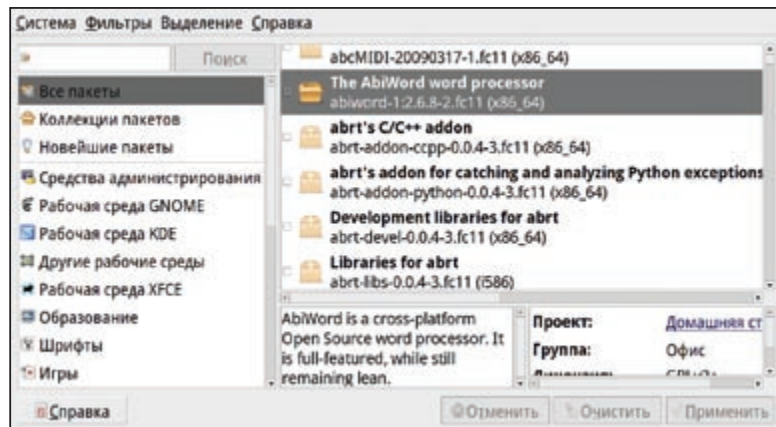 Система Фильтры Выделение Справка
Поиск
Все пакеты
Коллекции пакетов
Новейшие пакеты
Средства администрирования
Рабочая среда GNOME
Рабочая среда KDE
Другие рабочие среды
Рабочая среда XFCE
Образование
Шрифты
Игры
abcMIDI-20090317-1.fc11 (x86_64)
The AbiWord word processor
abiword-1:2.6.8-2.fc11 (x86_64)
abrt's C/C++ addon
abrt-addon-ccpp-0.0.4-3.fc11 (x86_64)
abrt's addon for catching and analyzing Python exceptions
abrt-addon-python-0.0.4-3.fc11 (x86_64)
Development libraries for abrt
abrt-devel-0.0.4-3.fc11 (x86_64)
Libraries for abrt
abrt-libs-0.0.4-3.fc11 (i586)
AbiWord is a cross-platform
Open Source word processor. It
is full-featured, while still
remaining lean.
Проект: Домашняя ст
Группа: Офис
Справка
Отменить
Очистить
Применить